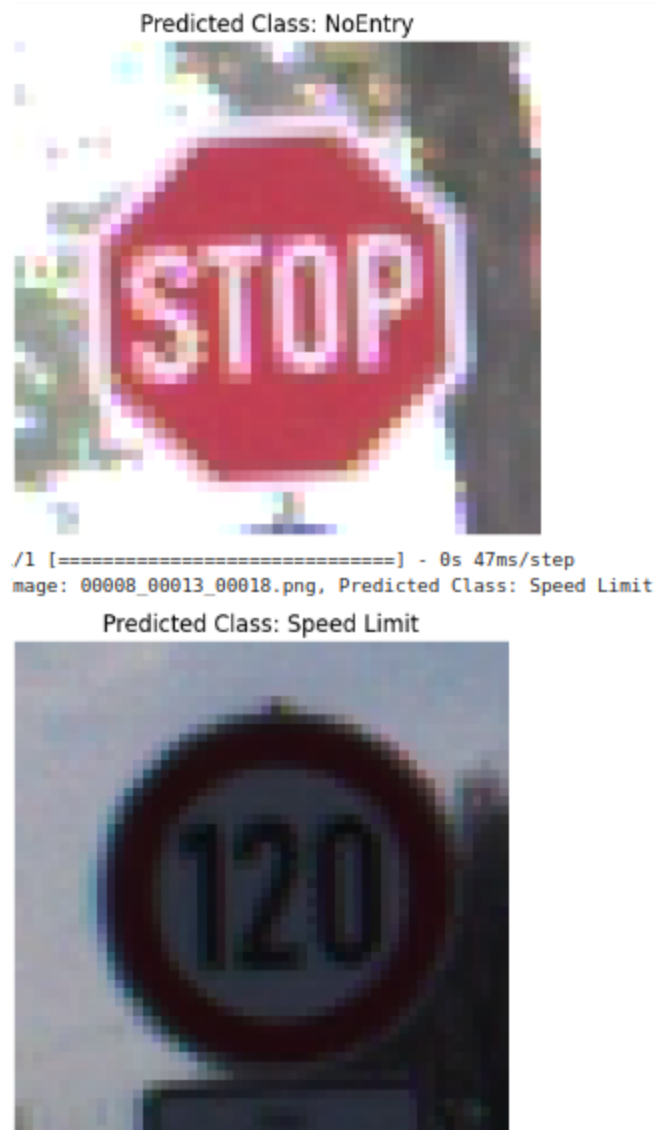 Predicted Class: NoEntry
STOP
/1 [==============================] - 0s 47ms/step
mage: 00008_00013_00018.png, Predicted Class: Speed Limit
Predicted Class: Speed Limit
120